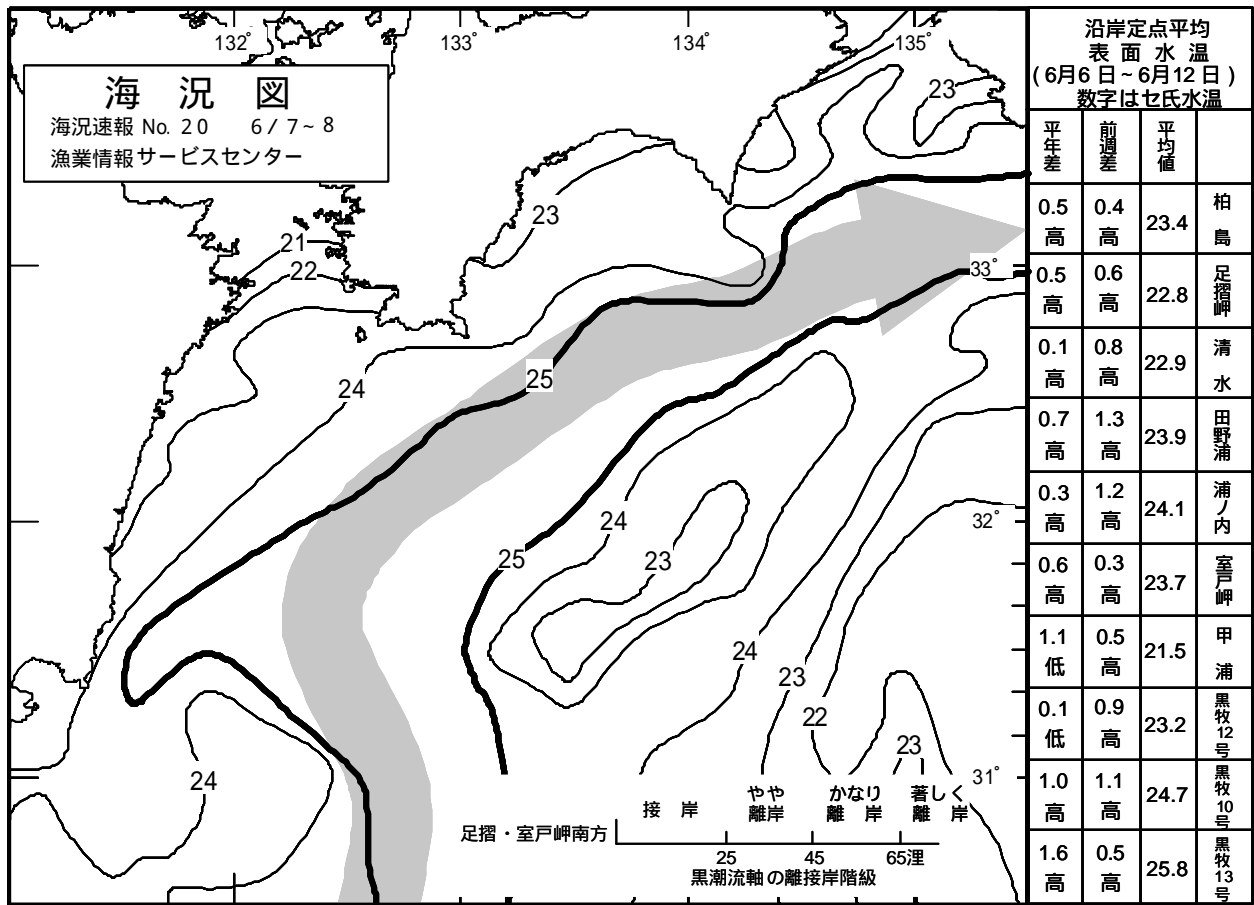 海況図
海況速報 No. 20 6/7~8
漁業情報サービスセンター
132°
133°
134°
135°
23
23
21
22
33°
24
25
24
32°
25
23
24
23
22
23
24
31°
接岸
やや離岸
かなり離岸
著しく離岸
足摺・室戸岬南方
25 45 65浬
黒潮流軸の離接岸階級
沿岸定点平均
表面水温
(6月6日~6月12日)
数字はセ氏水温
平年差 前週差 平均値
0.5高 0.4高 23.4 柏島
0.5高 0.6高 22.8 足摺岬
0.1高 0.8高 22.9 清水
0.7高 1.3高 23.9 田野浦
0.3高 1.2高 24.1 浦ノ内
0.6高 0.3高 23.7 室戸岬
1.1低 0.5高 21.5 甲浦
0.1低 0.9高 23.2 黒牧12号
1.0高 1.1高 24.7 黒牧10号
1.6高 0.5高 25.8 黒牧13号